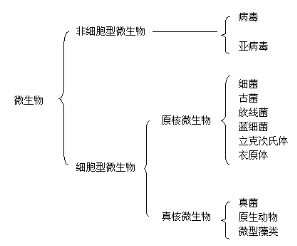 病毒
非细胞型微生物
亚病毒
微生物
细菌
古菌
放线菌
原核微生物
蓝细菌
立克次氏体
衣原体
细胞型微生物
真菌
真核微生物
原生动物
微型藻类